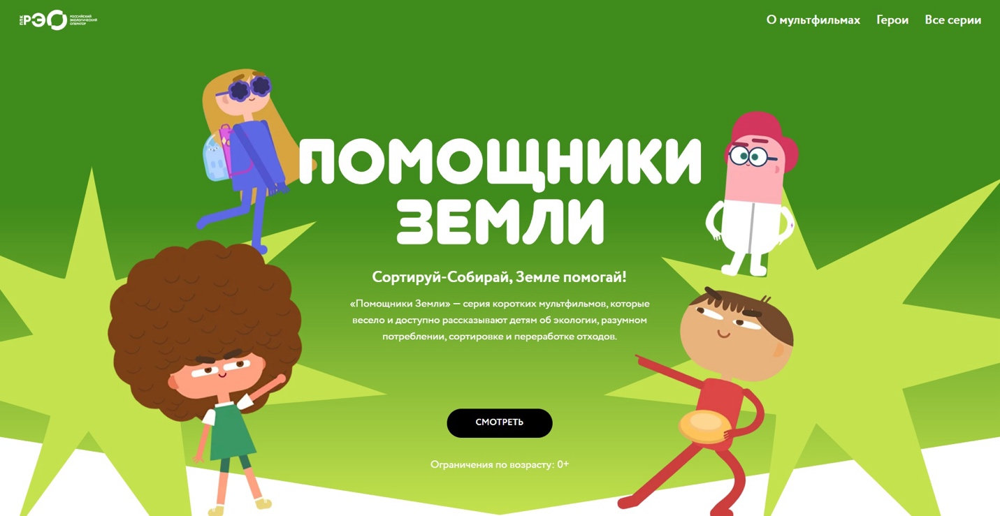 ППК
РЭО
РОССИЙСКИЙ
ЭКОЛОГИЧЕСКИЙ
ОПЕРАТОР
О мультфильмах
Герои
Все серии
ПОМОЩНИКИ
ЗЕМЛИ
Сортируй-Собирай, Земле помогай!
«Помощники Земли» — серия коротких мультфильмов, которые
весело и доступно рассказывают детям об экологии, разумном
потреблении, сортировке и переработке отходов.
СМОТРЕТЬ
Ограничения по возрасту: 0+